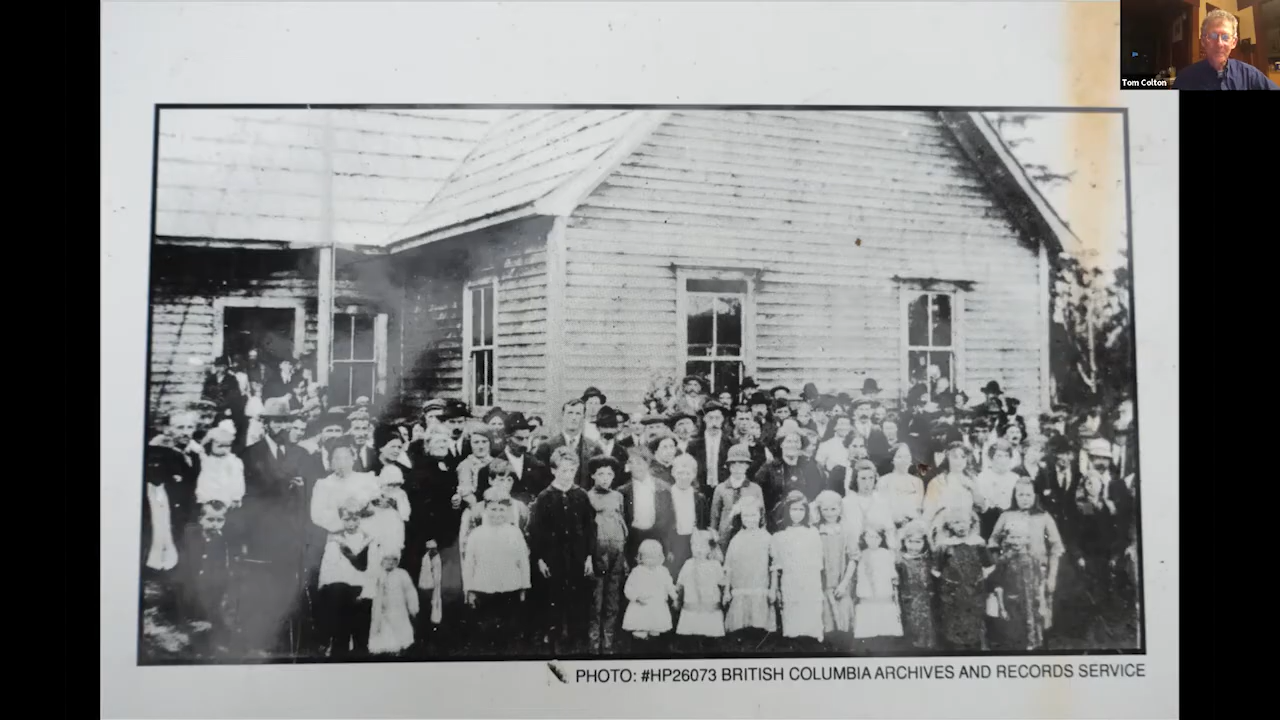 Tom Colton
PHOTO: #HP26073 BRITISH COLUMBIA ARCHIVES AND RECORDS SERVICE